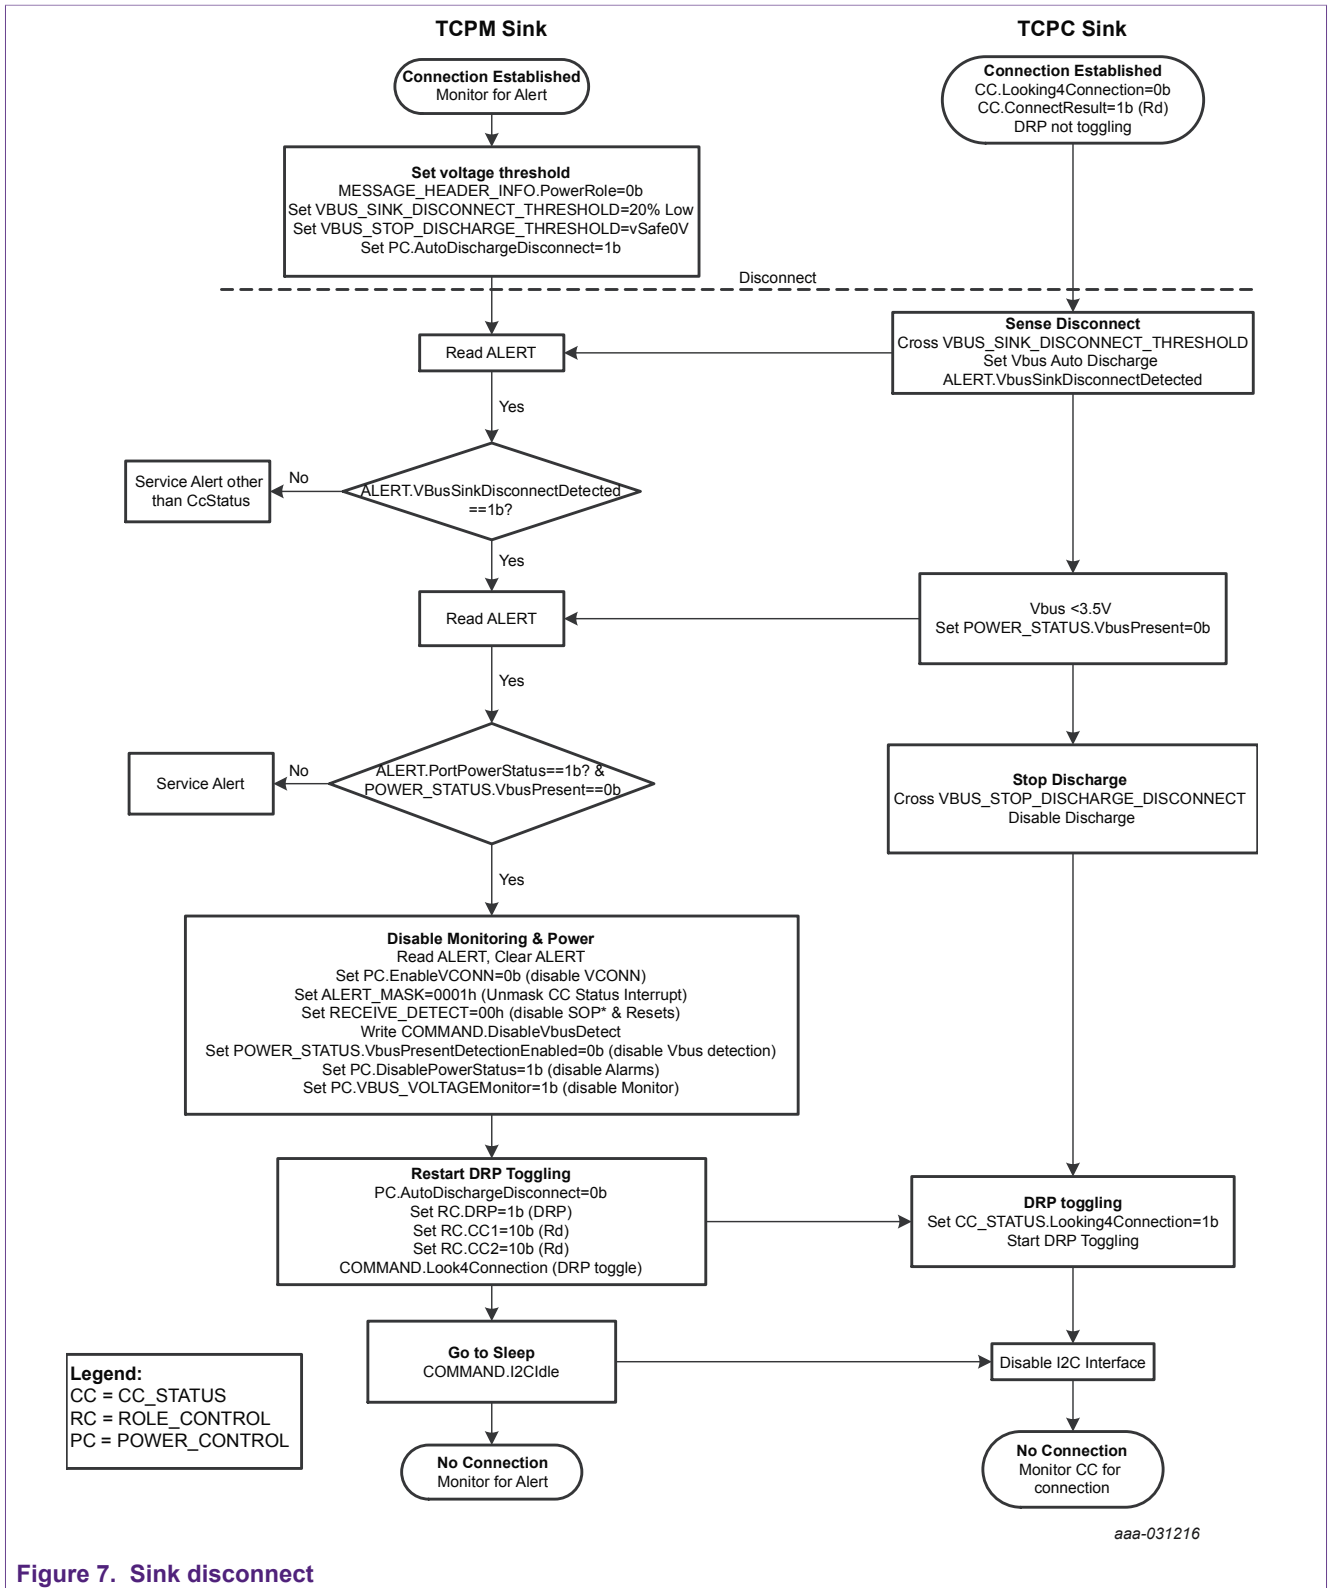 TCPM Sink
TCPC Sink
Connection Established
Monitor for Alert
Connection Established
CC.Looking4Connection=0b
CC.ConnectResult=1b (Rd)
DRP not toggling
Set voltage threshold
MESSAGE_HEADER_INFO.PowerRole=0b
Set VBUS_SINK_DISCONNECT_THRESHOLD=20% Low
Set VBUS_STOP_DISCHARGE_THRESHOLD=vSafe0V
Set PC.AutoDischargeDisconnect=1b
Disconnect
Read ALERT
Sense Disconnect
Cross VBUS_SINK_DISCONNECT_THRESHOLD
Set Vbus Auto Discharge
ALERT.VbusSinkDisconnectDetected
Yes
Service Alert other
than CcStatus
No
ALERT.VBusSinkDisconnectDetected
==1b?
Yes
Read ALERT
Vbus <3.5V
Set POWER_STATUS.VbusPresent=0b
Yes
Service Alert
No
ALERT.PortPowerStatus==1b? &
POWER_STATUS.VbusPresent==0b
Stop Discharge
Cross VBUS_STOP_DISCHARGE_DISCONNECT
Disable Discharge
Yes
Disable Monitoring & Power
Read ALERT, Clear ALERT
Set PC.EnableVCONN=0b (disable VCONN)
Set ALERT_MASK=0001h (Unmask CC Status Interrupt)
Set RECEIVE_DETECT=00h (disable SOP* & Resets)
Write COMMAND.DisableVbusDetect
Set POWER_STATUS.VbusPresentDetectionEnabled=0b (disable Vbus detection)
Set PC.DisablePowerStatus=1b (disable Alarms)
Set PC.VBUS_VOLTAGEMonitor=1b (disable Monitor)
Restart DRP Toggling
PC.AutoDischargeDisconnect=0b
Set RC.DRP=1b (DRP)
Set RC.CC1=10b (Rd)
Set RC.CC2=10b (Rd)
COMMAND.Look4Connection (DRP toggle)
DRP toggling
Set CC_STATUS.Looking4Connection=1b
Start DRP Toggling
Go to Sleep
COMMAND.I2CIdle
Disable I2C Interface
Legend:
CC = CC_STATUS
RC = ROLE_CONTROL
PC = POWER_CONTROL
No Connection
Monitor for Alert
No Connection
Monitor CC for
connection
aaa-031216
Figure 7. Sink disconnect